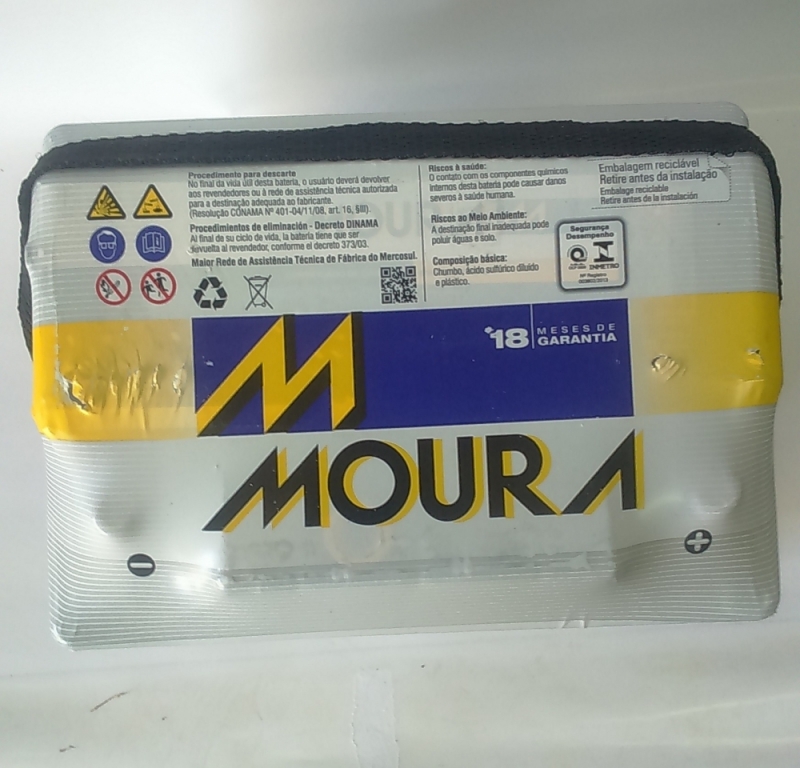 Procedimento para descarte
No final da vida útil desta bateria, o usuário deverá devolver
aos revendedores ou à rede de assistência técnica autorizada
para a destinação adequada ao fabricante.
(Resolução CONAMA Nº 401-04/11/08, art. 16, §III).
Procedimientos de eliminación - Decreto DINAMA
Al final de su ciclo de vida, la batería tiene que ser
devuelta al revendedor, conforme el decreto 373/03.
Maior Rede de Assistência Técnica de Fábrica do Mercosul.
Riscos à saúde:
O contato com os componentes químicos
internos desta bateria pode causar danos
severos à saúde humana.
Riscos ao Meio Ambiente:
A destinação final inadequada pode
poluir águas e solo.
Composição básica:
Chumbo, ácido sulfúrico diluído
e plástico.
Embalagem reciclável
Retire antes da instalação
Embalage reciclable
Retire antes de la instalación
Segurança
Desempenho
INMETRO
Nº Registro
*18 MESES DE
GARANTIA
M
MOURA
- +